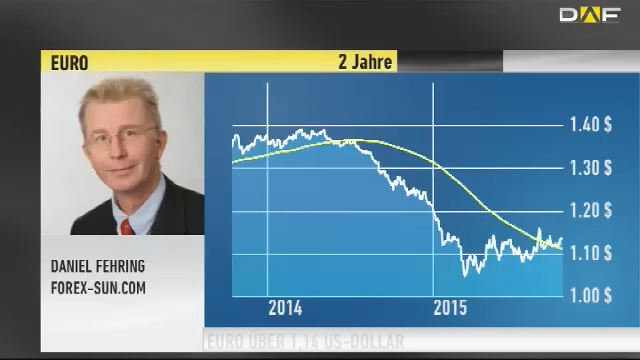 DAF
EURO
2 Jahre
1.40 $
1.30 $
1.20 $
1.10 $
1.00 $
2014
2015
DANIEL FEHRING
FOREX-SUN.COM
EURO ÜBER 1,14 US-DOLLAR